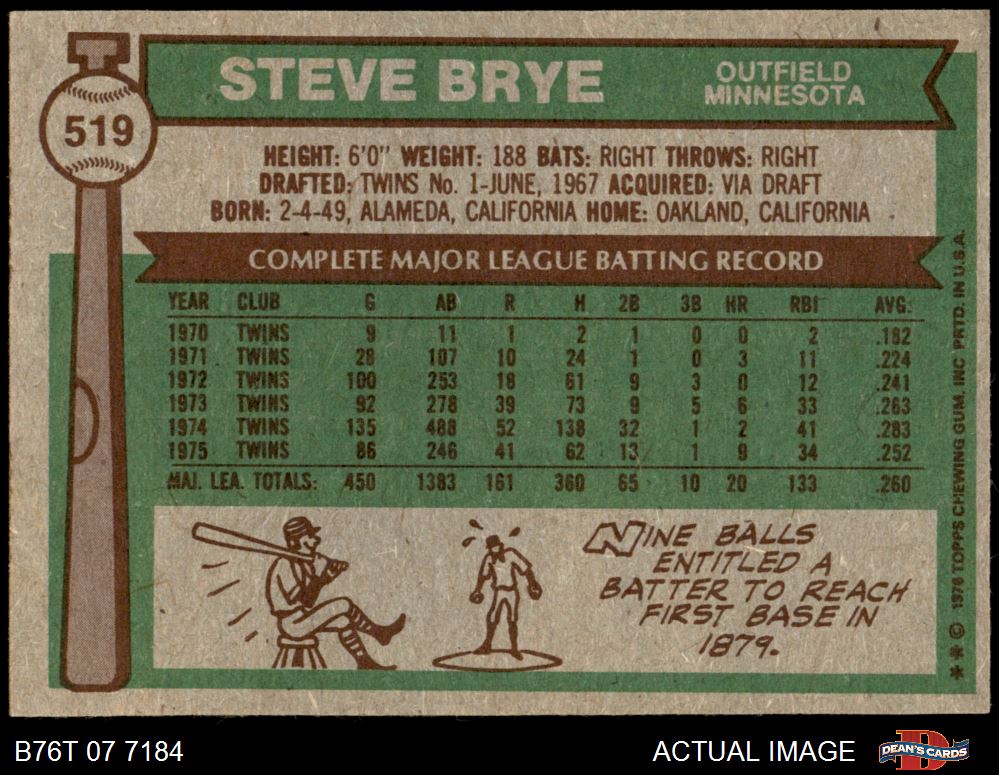 519
STEVE BRYE
OUTFIELD
MINNESOTA
HEIGHT: 6'0" WEIGHT: 188 BATS: RIGHT THROWS: RIGHT
DRAFTED: TWINS No. 1-JUNE, 1967 ACQUIRED: VIA DRAFT
BORN: 2-4-49, ALAMEDA, CALIFORNIA HOME: OAKLAND, CALIFORNIA
COMPLETE MAJOR LEAGUE BATTING RECORD
YEAR CLUB G AB R H 2B 3B HR RBI AVG.
1970 TWINS 9 11 1 2 1 0 0 2 .182
1971 TWINS 28 107 10 24 1 0 3 11 .224
1972 TWINS 100 253 18 61 9 3 0 12 .241
1973 TWINS 92 278 39 73 9 5 6 33 .263
1974 TWINS 135 488 52 138 32 1 2 41 .283
1975 TWINS 86 246 41 62 13 1 9 34 .252
MAJ. LEA. TOTALS: 450 1383 161 360 65 10 20 133 .260
NINE BALLS
ENTITLED A
BATTER TO REACH
FIRST BASE IN
1879.
* * © 1976 TOPPS CHEWING GUM, INC PRTD. IN U.S.A.
B76T 07 7184
ACTUAL IMAGE
D
DEAN'S CARDS